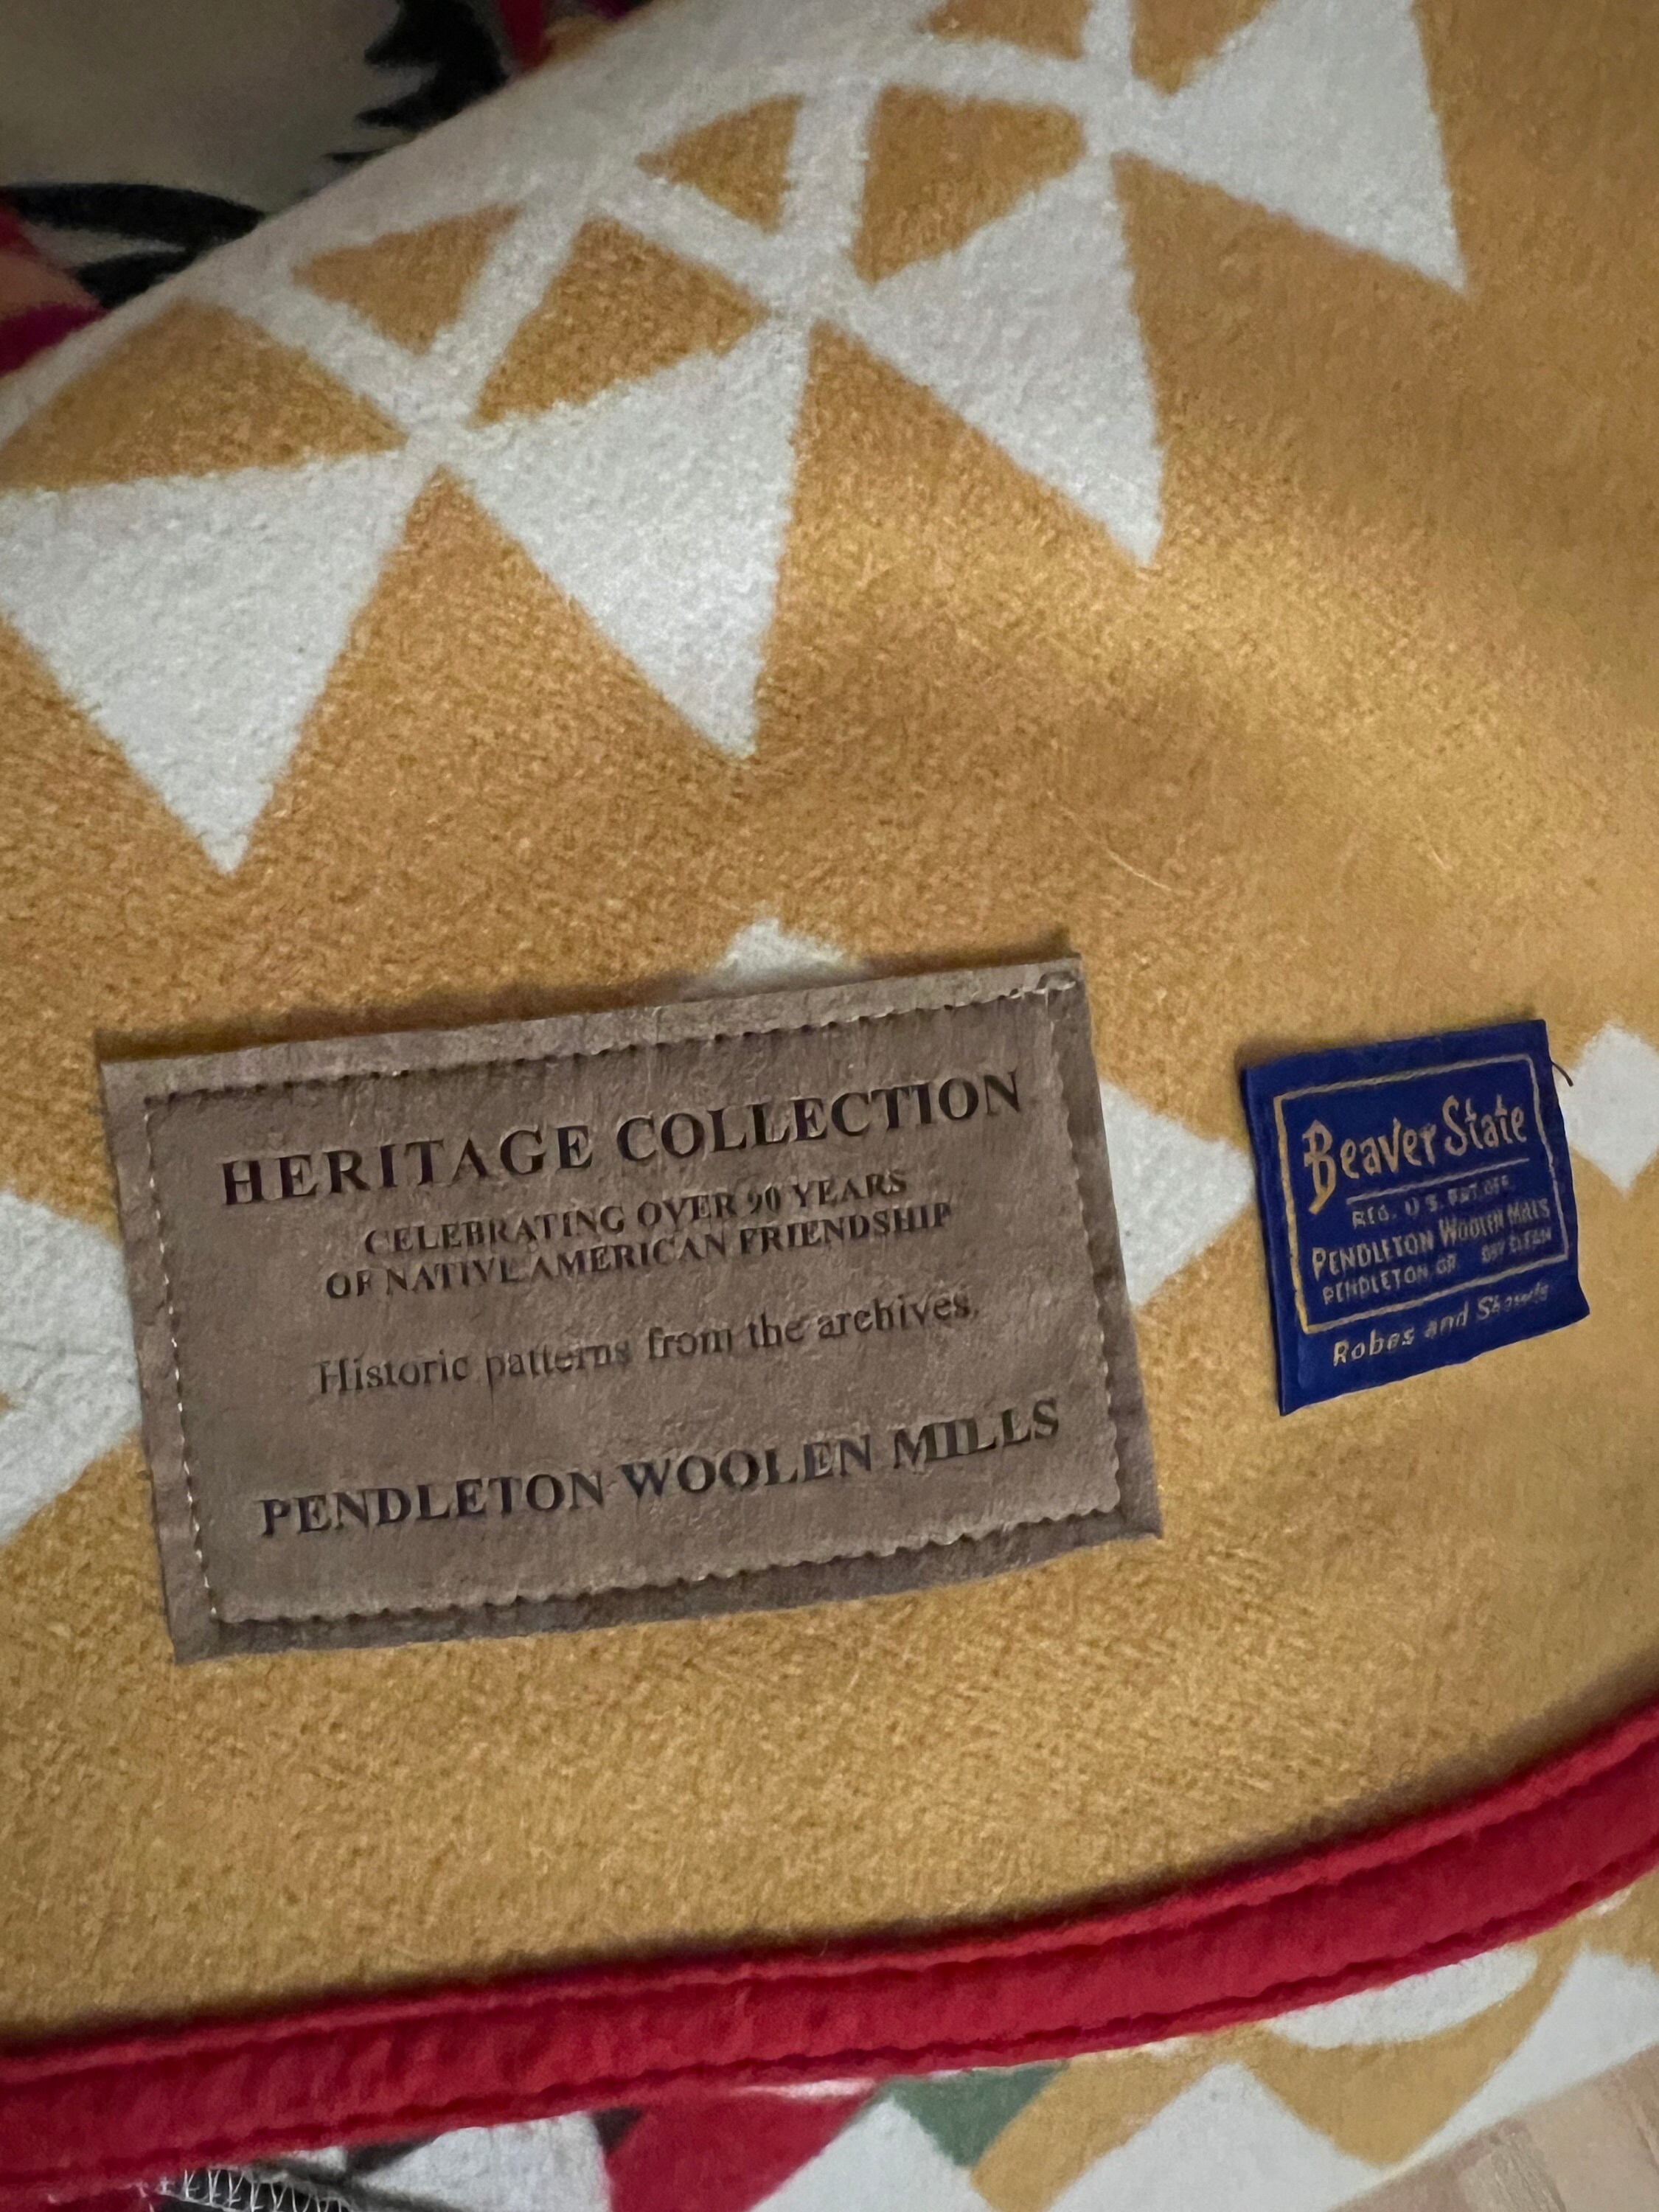 HERITAGE COLLECTION
CELEBRATING OVER 90 YEARS
OF NATIVE AMERICAN FRIENDSHIP
Historic patterns from the archives.
PENDLETON WOOLEN MILLS
Beaver State
REG. U.S. PAT. OFF.
PENDLETON WOOLEN MILLS
PENDLETON, OR. DRY CLEAN
Robes and Shawls